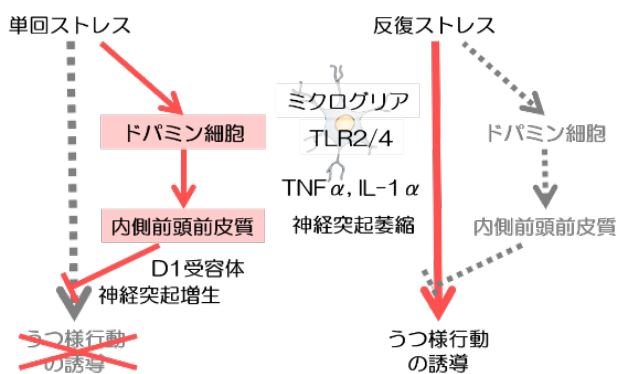 単回ストレス
ドパミン細胞
内側前頭前皮質
D1受容体
神経突起増生
うつ様行動
の誘導
ミクログリア
TLR2/4
TNFα, IL-1α
神経突起萎縮
反復ストレス
ドパミン細胞
内側前頭前皮質
うつ様行動
の誘導